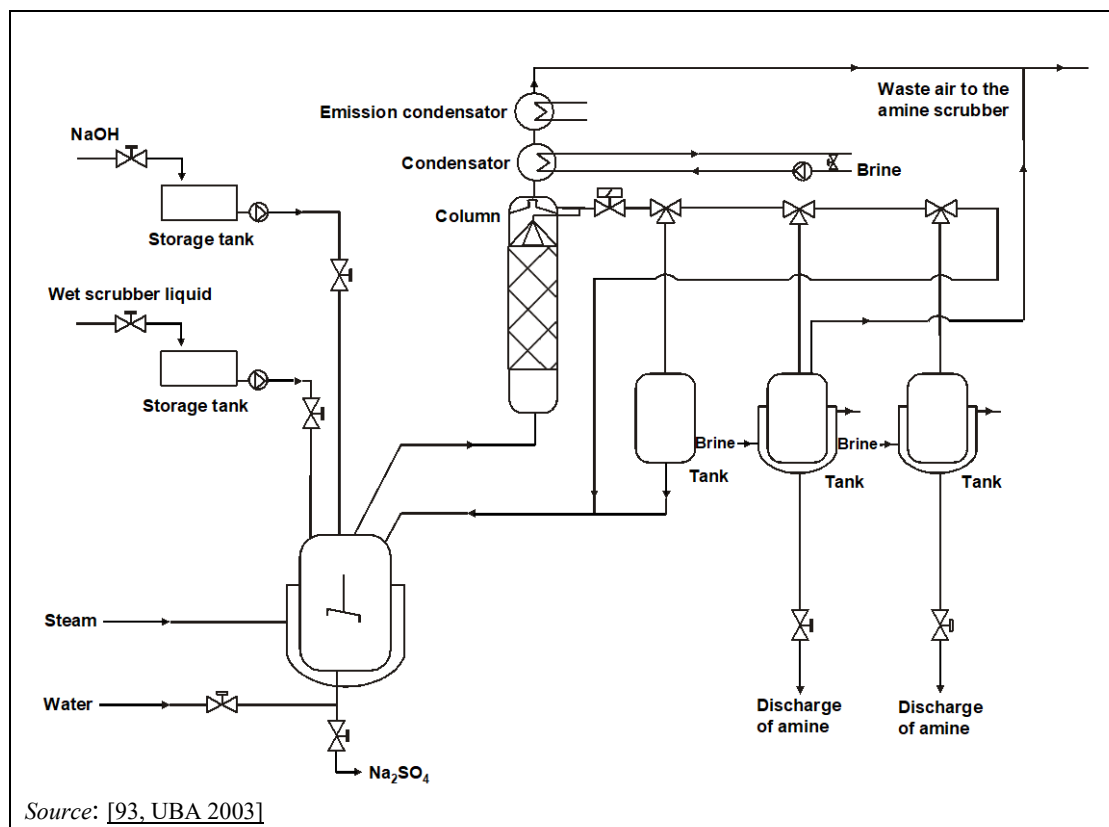 Waste air to the
amine scrubber
Emission condensator
NaOH
Condensator
Brine
Column
Storage tank
Wet scrubber liquid
Storage tank
Brine
Brine
Tank
Tank
Tank
Steam
Water
Discharge
of amine
Discharge
of amine
Na₂SO₄
Source: [93, UBA 2003]